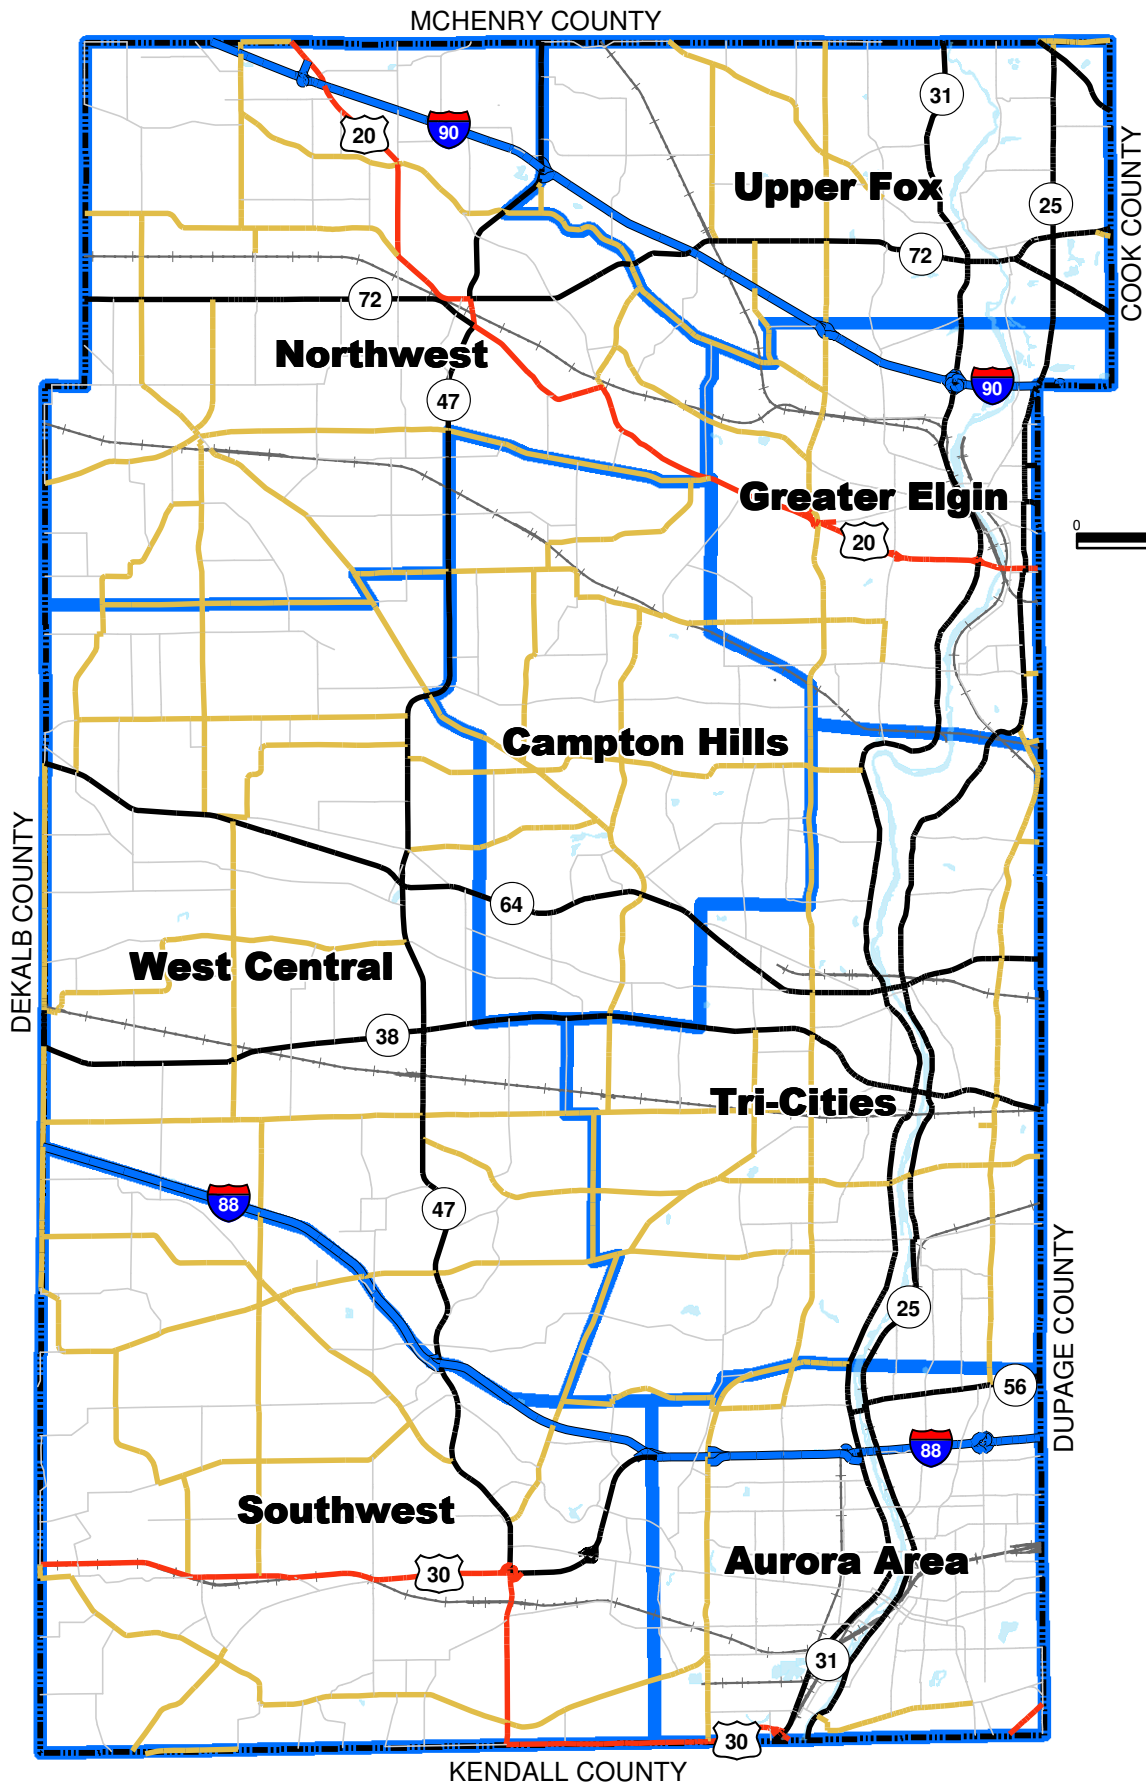 MCHENRY COUNTY
31
20
90
COOK COUNTY
Upper Fox
25
72
72
Northwest
90
47
Greater Elgin
0
20
Campton Hills
DEKALB COUNTY
64
West Central
38
Tri-Cities
88
47
DUPAGE COUNTY
25
56
88
Southwest
Aurora Area
30
31
30
KENDALL COUNTY